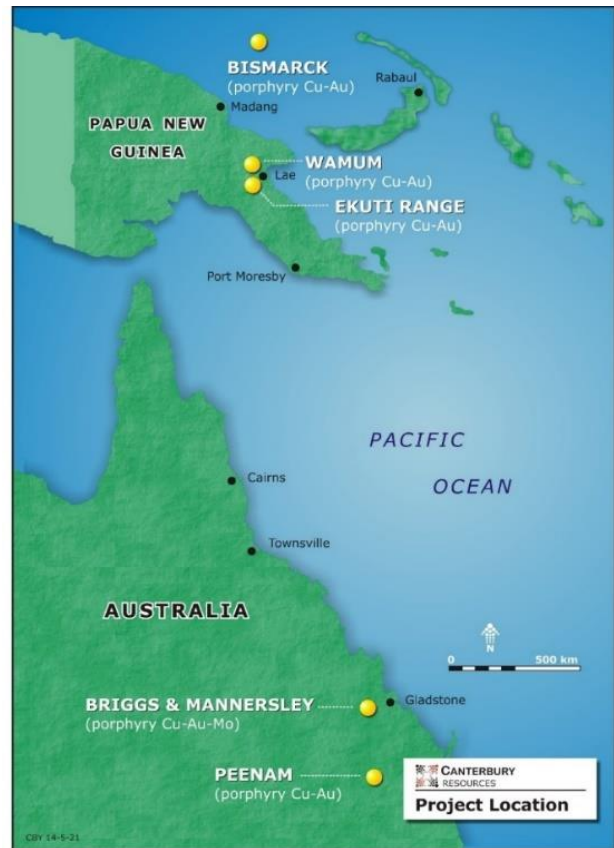 BISMARCK
(porphyry Cu-Au)
Rabaul
Madang
PAPUA NEW
GUINEA
WAMUM
(porphyry Cu-Au)
Lae
EKUTI RANGE
(porphyry Cu-Au)
Port Moresby
PACIFIC
OCEAN
Cairns
Townsville
AUSTRALIA
N
0 500 km
BRIGGS & MANNERSLEY
(porphyry Cu-Au-Mo)
Gladstone
PEENAM
(porphyry Cu-Au)
CANTERBURY
RESOURCES
Project Location
CBY 14-5-21